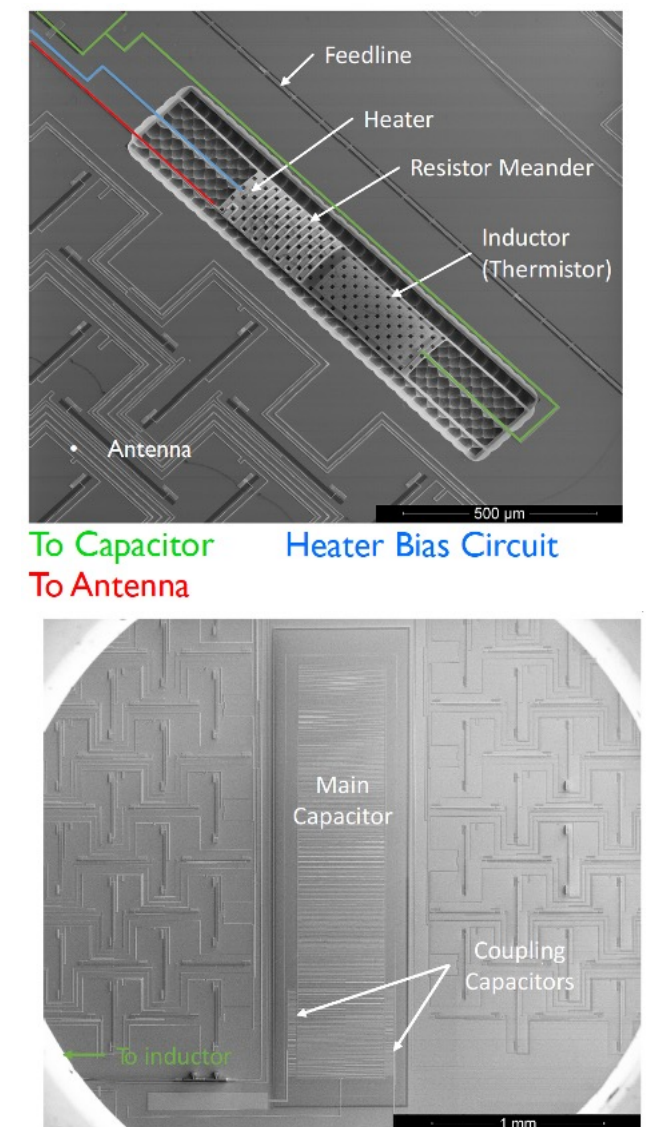 Feedline
Heater
Resistor Meander
Inductor
(Thermistor)
• Antenna
500 µm
To Capacitor Heater Bias Circuit
To Antenna
Main
Capacitor
Coupling
Capacitors
To inductor
1 mm